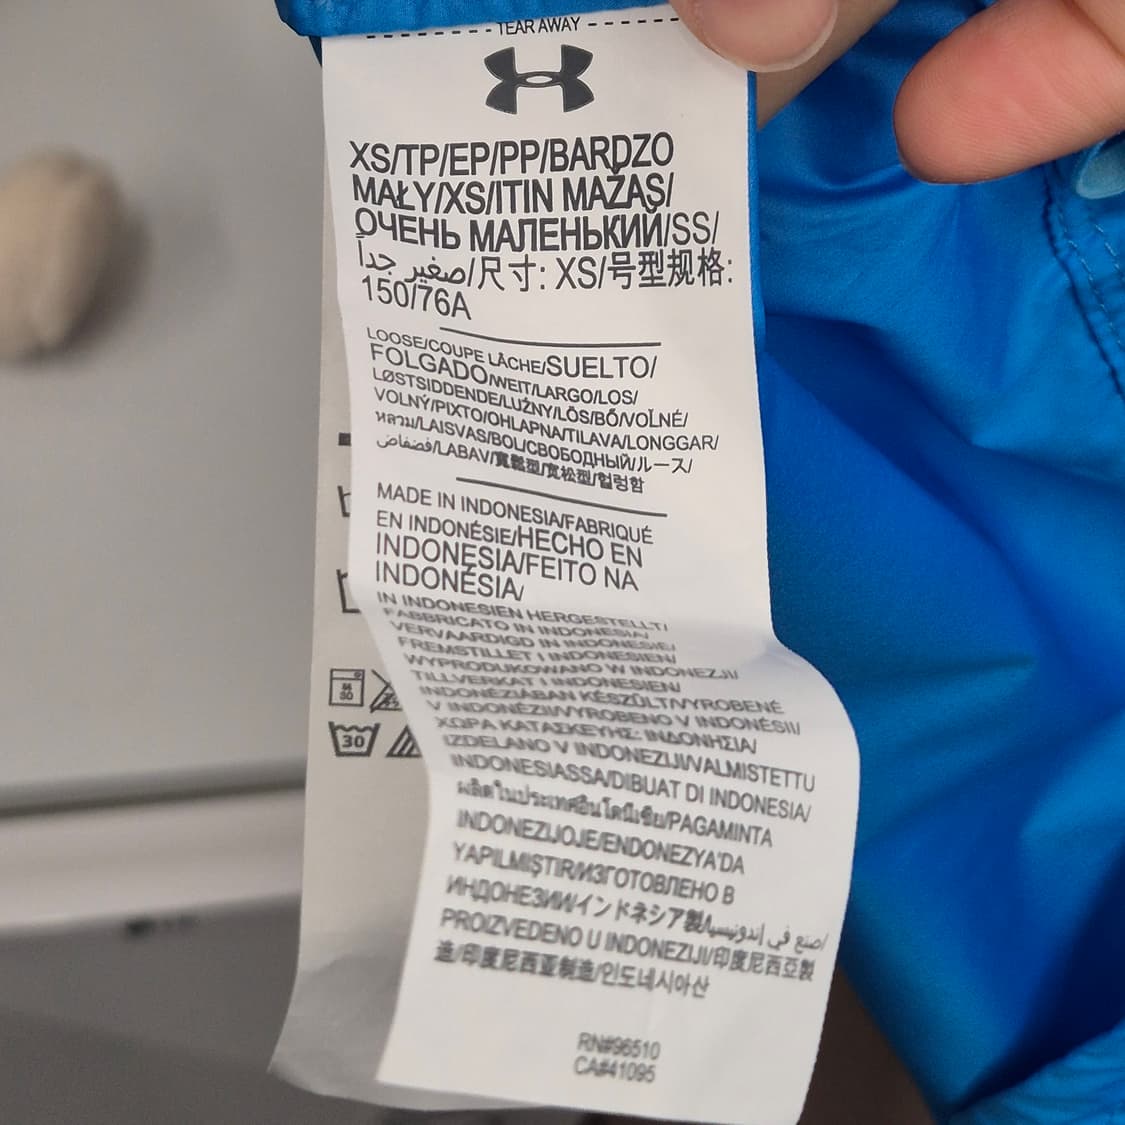 TEAR AWAY
XS/TP/EP/PP/BARDZO
MAŁY/XS/ITIN MAŽAS/
ОЧЕНЬ МАЛЕНЬКИЙ/SS/
صغير جداً/尺寸: XS/号型规格:
150/76A
LOOSE/COUPE LÂCHE/SUELTO/
FOLGADO/WEIT/LARGO/LOS/
LØSTSIDDENDE/LUŹNY/LÖS/BŐ/VOĽNÉ/
VOLNÝ/PIXTO/OHLAPNA/TILAVA/LONGGAR/
หลวม/LAISVAS/BOL/СВОБОДНЫЙ/ルース/
فضفاض/LABAV/寬鬆型/宽松型/헐렁함
MADE IN INDONESIA/FABRIQUÉ
EN INDONÉSIE/HECHO EN
INDONESIA/FEITO NA
INDONÉSIA/
IN INDONESIEN HERGESTELLT/
FABBRICATO IN INDONESIA/
VERVAARDIGD IN INDONESIE/
FREMSTILLET I INDONESIEN/
WYPRODUKOWANO W INDONEZJI/
TILLVERKAT I INDONESIEN/
INDONÉZIÁBAN KÉSZÜLT/VYROBENÉ
V INDONÉZII/VYROBENO V INDONÉSII/
ΧΩΡΑ ΚΑΤΑΣΚΕΥΗΣ: ΙΝΔΟΝΗΣΙΑ/
IZDELANO V INDONEZIJI/VALMISTETTU
INDONESIASSA/DIBUAT DI INDONESIA/
ผลิตในประเทศอินโดนีเซีย/PAGAMINTA
INDONEZIJOJE/ENDONEZYA'DA
YAPILMIŞTIR/ИЗГОТОВЛЕНО В
ИНДОНЕЗИИ/インドネシア製/صنع في إندونيسيا/
PROIZVEDENO U INDONEZIJI/印度尼西亞製
造/印度尼西亚制造/인도네시아산
RN#96510
CA#41095
30